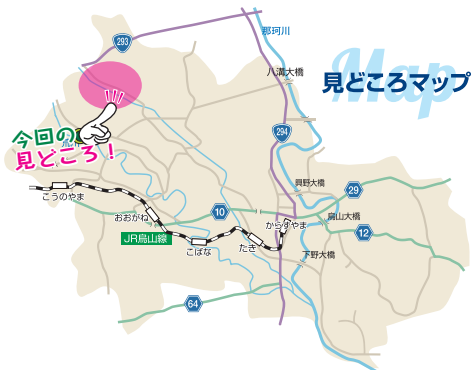 見どころマップ
Map
293
那珂川
八溝大橋
今回の
見どころ！
294
興野大橋
29
こうのやま
おおがね
10
からすやま
烏山大橋
12
JR烏山線
こばな
たき
下野大橋
64